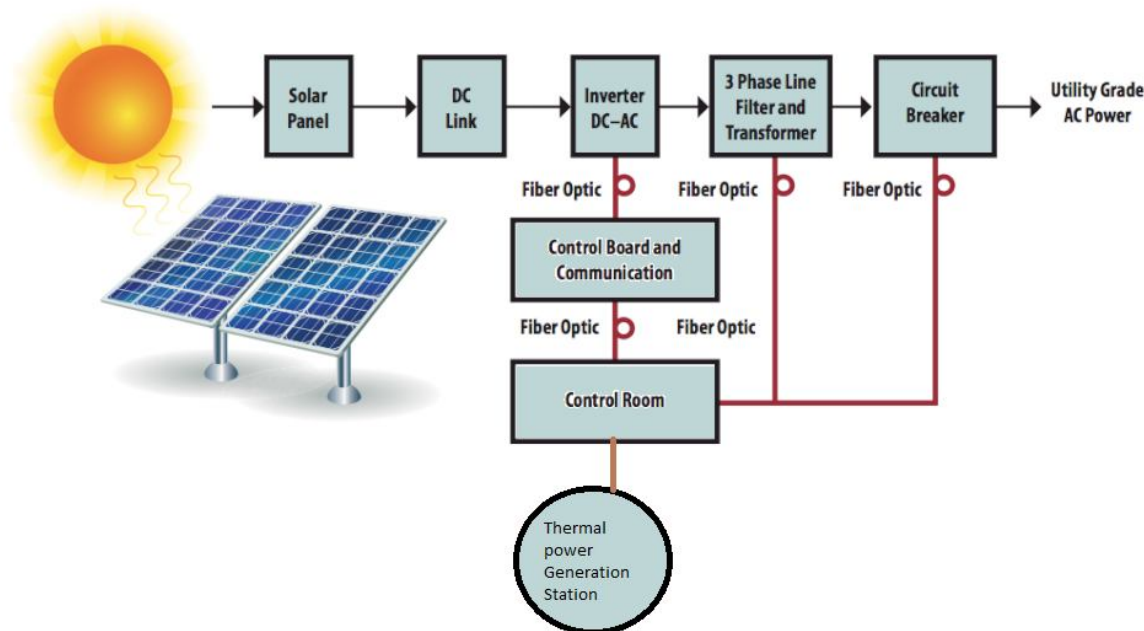 Solar
Panel
DC
Link
Inverter
DC–AC
3 Phase Line
Filter and
Transformer
Circuit
Breaker
Utility Grade
AC Power
Fiber Optic
Fiber Optic
Fiber Optic
Control Board and
Communication
Fiber Optic
Fiber Optic
Control Room
Thermal
power
Generation
Station